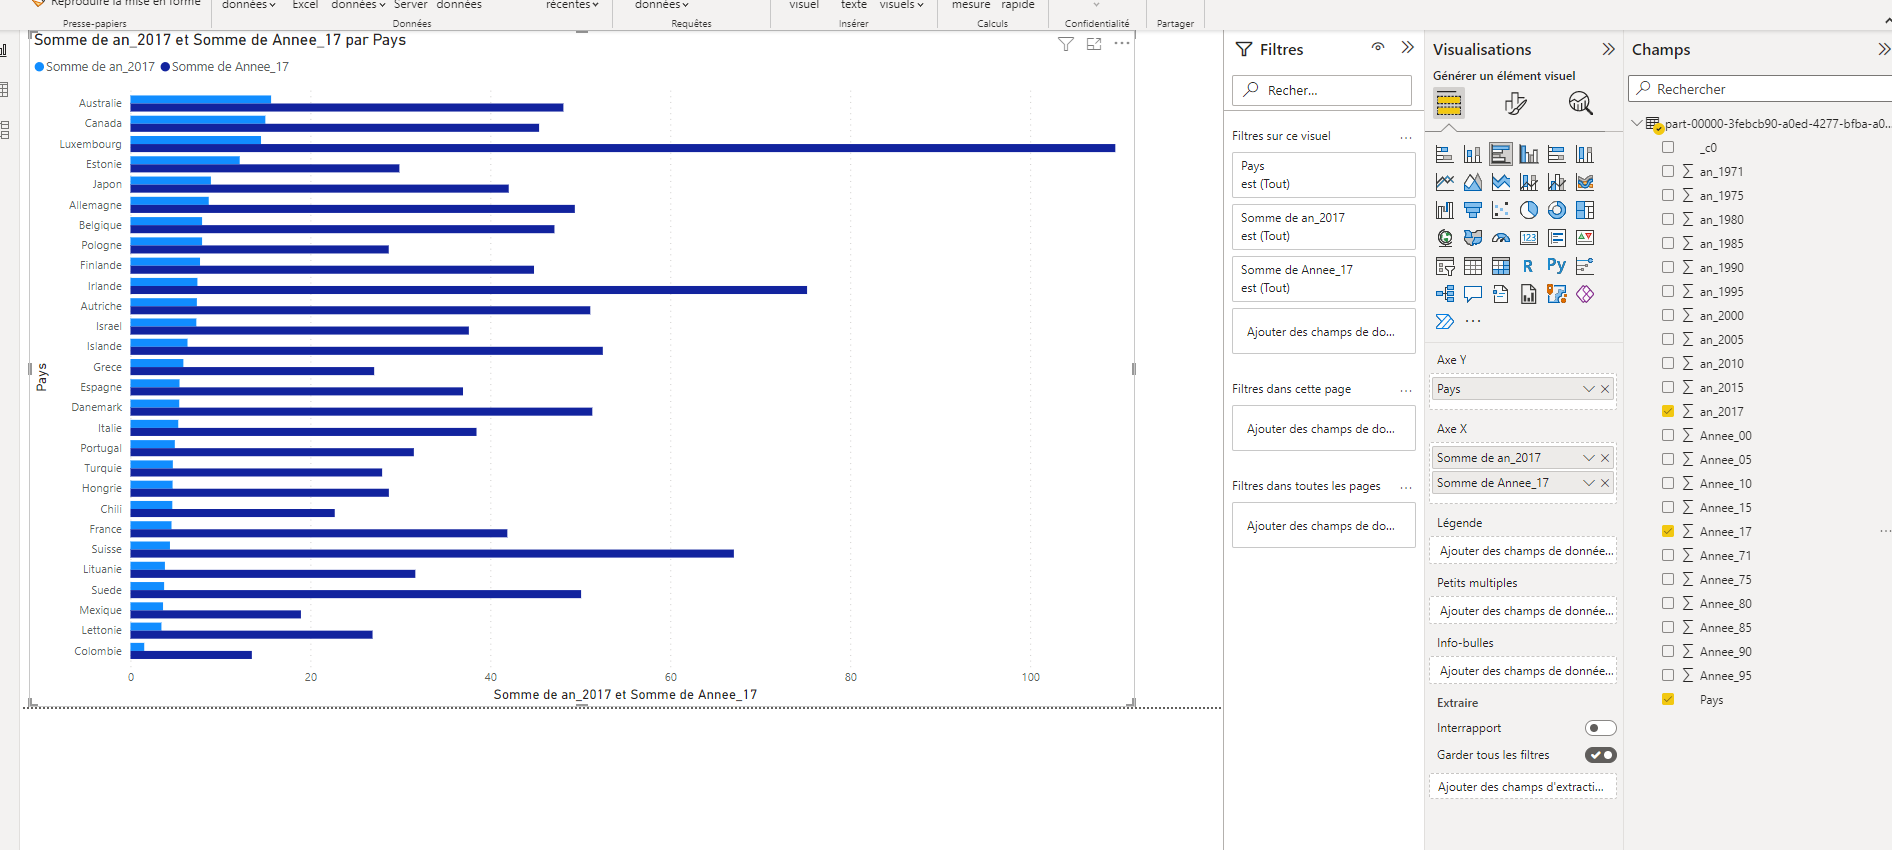 Reproduire la mise en forme
données
Excel
données
Server
données
récentes
données
visuel
texte
visuels
mesure
rapide
Presse-papiers
Données
Requêtes
Insérer
Calculs
Confidentialité
Partager
Somme de an_2017 et Somme de Annee_17 par Pays
Somme de an_2017
Somme de Annee_17
Pays
Australie
Canada
Luxembourg
Estonie
Japon
Allemagne
Belgique
Pologne
Finlande
Irlande
Autriche
Israel
Islande
Grece
Espagne
Danemark
Italie
Portugal
Turquie
Hongrie
Chili
France
Suisse
Lituanie
Suede
Mexique
Lettonie
Colombie
0
20
40
60
80
100
Somme de an_2017 et Somme de Annee_17
Filtres
Recher...
Filtres sur ce visuel
Pays
est (Tout)
Somme de an_2017
est (Tout)
Somme de Annee_17
est (Tout)
Ajouter des champs de do...
Filtres dans cette page
Ajouter des champs de do...
Filtres dans toutes les pages
Ajouter des champs de do...
Visualisations
Générer un élément visuel
123
R
Py
Axe Y
Pays
Axe X
Somme de an_2017
Somme de Annee_17
Légende
Ajouter des champs de donnée...
Petits multiples
Ajouter des champs de donnée...
Info-bulles
Ajouter des champs de donnée...
Extraire
Interrapport
Garder tous les filtres
Ajouter des champs d'extracti...
Champs
Rechercher
part-00000-3febcb90-a0ed-4277-bfba-a0...
_c0
an_1971
an_1975
an_1980
an_1985
an_1990
an_1995
an_2000
an_2005
an_2010
an_2015
an_2017
Annee_00
Annee_05
Annee_10
Annee_15
Annee_17
Annee_71
Annee_75
Annee_80
Annee_85
Annee_90
Annee_95
Pays